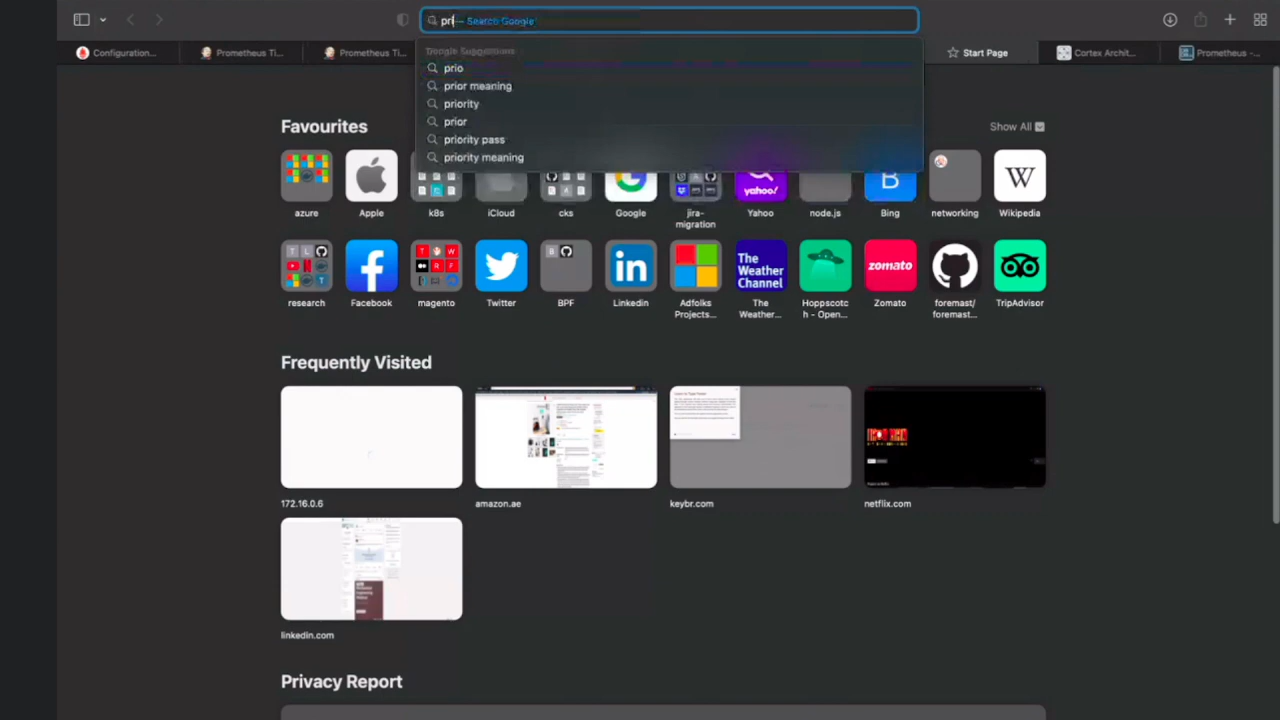 pri — Search Google
Configuration...
Prometheus Ti...
Prometheus Ti...
Start Page
Cortex Archit...
Prometheus -...
Google Suggestions
prio
prior meaning
priority
prior
priority pass
priority meaning
Favourites
Show All
azure
Apple
k8s
iCloud
cks
Google
jira-
migration
yahoo!
Yahoo
node.js
B
Bing
networking
W
Wikipedia
research
Facebook
magento
Twitter
BPF
in
Linkedin
Adfolks
Projects...
The
Weather
Channel
The
Weather...
Hoppscotc
h - Open...
zomato
Zomato
foremast/
foremast...
TripAdvisor
Frequently Visited
172.16.0.6
amazon.ae
keybr.com
netflix.com
linkedin.com
Privacy Report